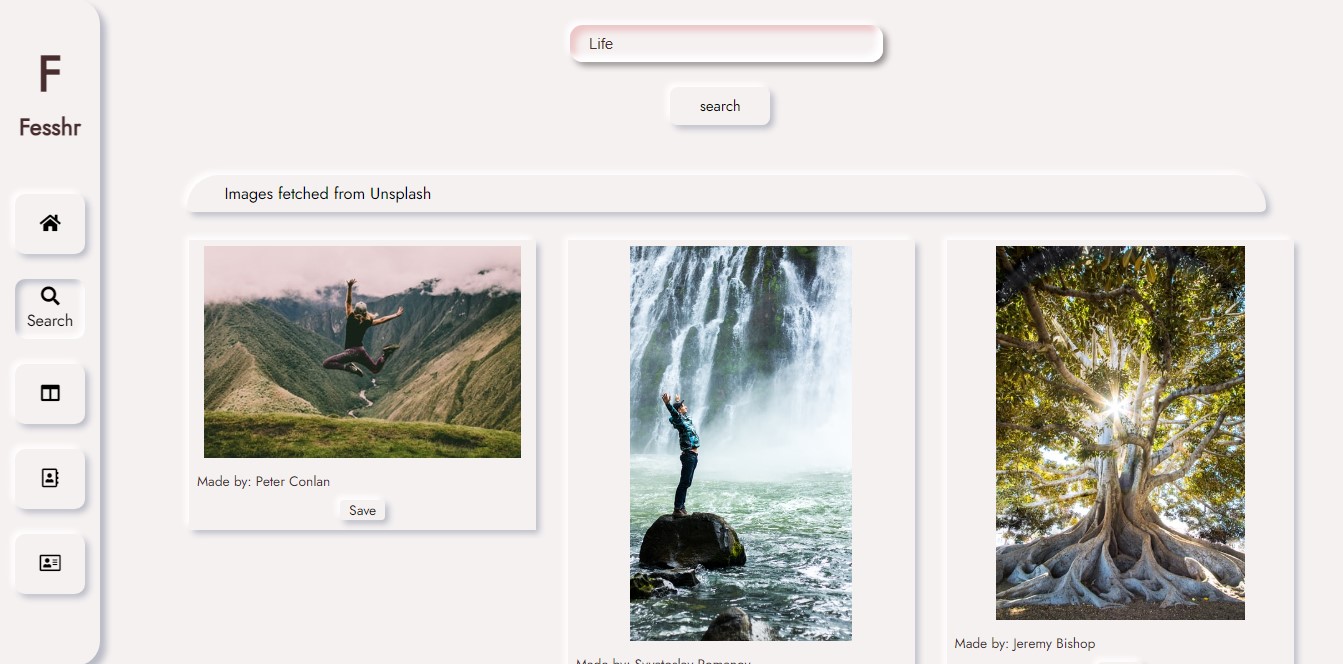 F
Fesshr
Search
Life
search
Images fetched from Unsplash
Made by: Peter Conlan
Save
Made by:
Made by: Jeremy Bishop